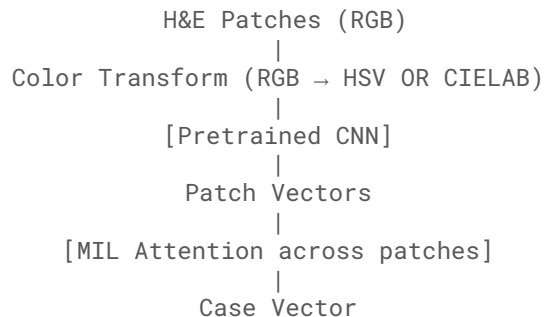 H&E Patches (RGB)
|
Color Transform (RGB → HSV OR CIELAB)
|
[Pretrained CNN]
|
Patch Vectors
|
[MIL Attention across patches]
|
Case Vector